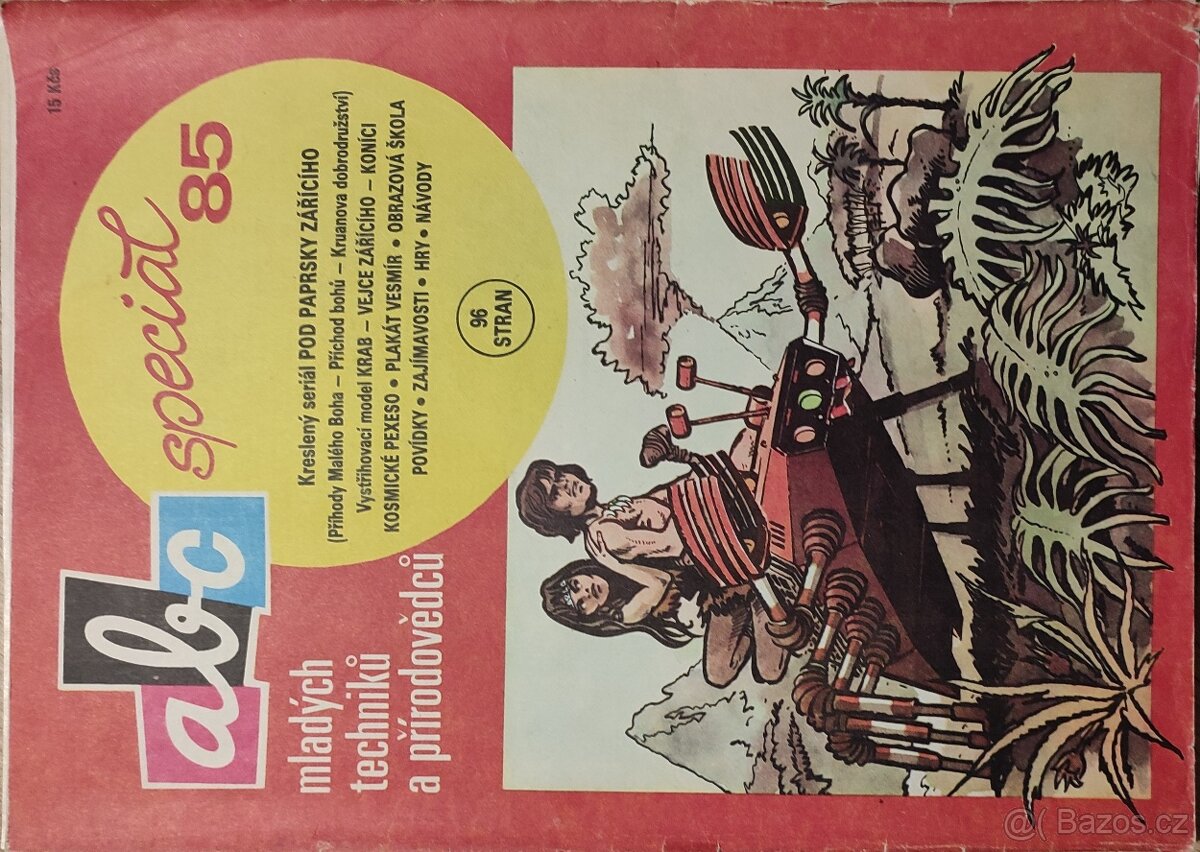 15 Kčs
abc
speciál
85
mladých
techniků
a přírodovědců
Kreslený seriál POD PAPRSKY ZÁŘÍCÍHO
(Příhody Malého Boha – Příchod bohů – Kruanova dobrodružství)
Vystřihovací model KRAB – VEJCE ZÁŘÍCÍHO – KONÍCI
KOSMICKÉ PEXESO • PLAKÁT VESMÍR • OBRAZOVÁ ŠKOLA
POVÍDKY • ZAJÍMAVOSTI • HRY • NÁVODY
96
STRAN
@( Bazos.cz